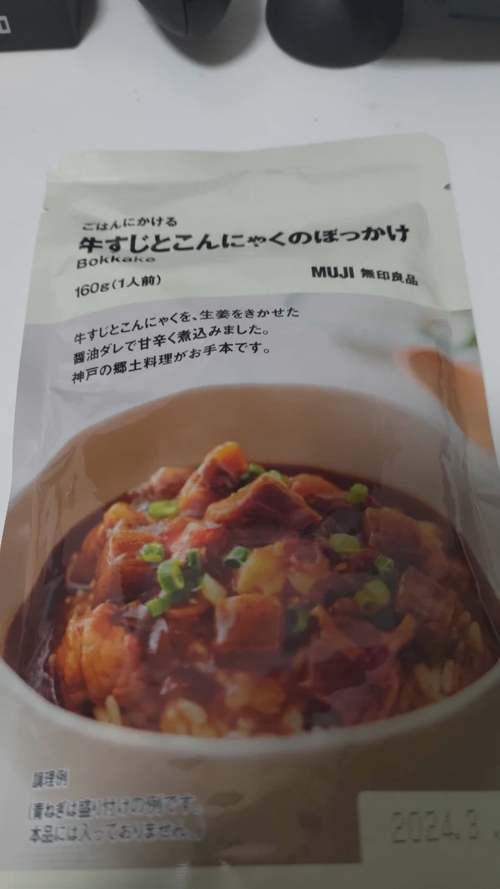 ごはんにかける
牛すじとこんにゃくのぼっかけ
Bokkake
160g(1人前)
MUJI 無印良品
牛すじとこんにゃくを、生姜をきかせた
醤油ダレで甘辛く煮込みました。
神戸の郷土料理がお手本です。
調理例
(青ねぎは盛り付けの例です。
本品には入っておりません。)
2024.3